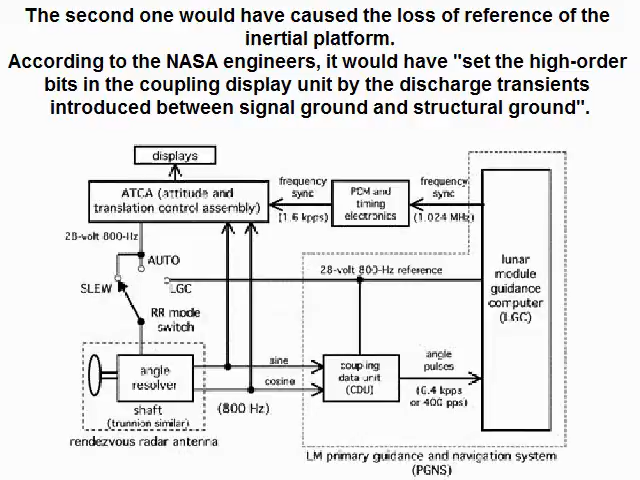 The second one would have caused the loss of reference of the
inertial platform.
According to the NASA engineers, it would have "set the high-order
bits in the coupling display unit by the discharge transients
introduced between signal ground and structural ground".
displays
ATCA (attitude and
translation control assembly)
frequency
sync
(1.6 kpps)
PCM and
timing
electronics
frequency
sync
(1.024 MHz)
28-volt 800-Hz
AUTO
SLEW
LGC
28-volt 800-Hz reference
RR mode
switch
lunar
module
guidance
computer
(LGC)
angle
resolver
sine
cosine
coupling
data unit
(CDU)
angle
pulses
(6.4 kpps
or 400 pps)
shaft
(trunnion similar)
(800 Hz)
rendezvous radar antenna
LM primary guidance and navigation system
(PGNS)